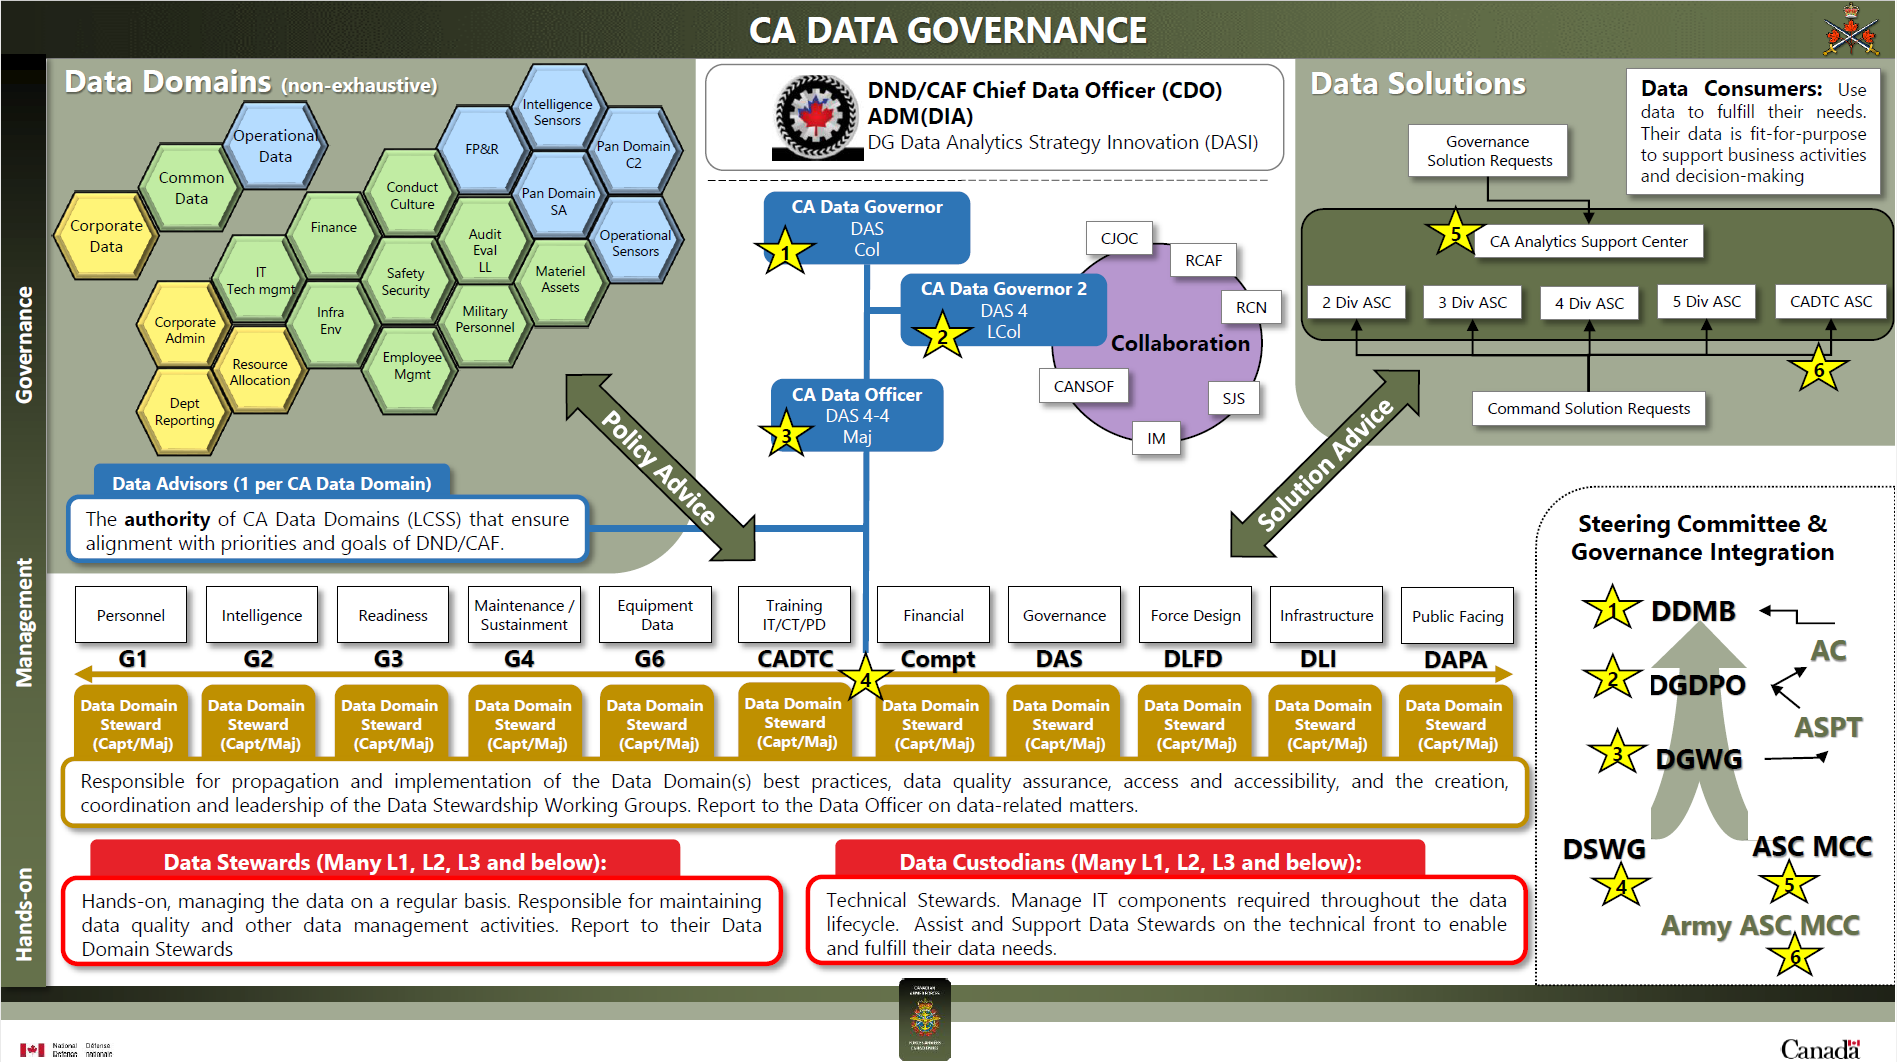 CA DATA GOVERNANCE
Data Domains (non-exhaustive)
Operational
Data
Common
Data
Corporate
Data
Intelligence
Sensors
FP&R
Pan Domain
C2
Conduct
Culture
Pan Domain
SA
Finance
Audit
Eval
LL
Operational
Sensors
IT
Tech mgmt
Safety
Security
Materiel
Assets
Corporate
Admin
Infra
Env
Military
Personnel
Resource
Allocation
Employee
Mgmt
Dept
Reporting
DND/CAF Chief Data Officer (CDO)
ADM(DIA)
DG Data Analytics Strategy Innovation (DASI)
CA Data Governor
DAS
Col
1
CA Data Governor 2
DAS 4
LCol
2
CA Data Officer
DAS 4-4
Maj
3
CJOC
RCAF
RCN
Collaboration
CANSOF
SJS
IM
Data Solutions
Data Consumers: Use
data to fulfill their needs.
Their data is fit-for-purpose
to support business activities
and decision-making
Governance
Solution Requests
5
CA Analytics Support Center
2 Div ASC
3 Div ASC
4 Div ASC
5 Div ASC
CADTC ASC
6
Command Solution Requests
Governance
Management
Hands-on
Policy Advice
Solution Advice
Data Advisors (1 per CA Data Domain)
The authority of CA Data Domains (LCSS) that ensure
alignment with priorities and goals of DND/CAF.
Personnel
Intelligence
Readiness
Maintenance /
Sustainment
Equipment
Data
Training
IT/CT/PD
Financial
Governance
Force Design
Infrastructure
Public Facing
G1
G2
G3
G4
G6
CADTC
Compt
DAS
DLFD
DLI
DAPA
4
Data Domain
Steward
(Capt/Maj)
Data Domain
Steward
(Capt/Maj)
Data Domain
Steward
(Capt/Maj)
Data Domain
Steward
(Capt/Maj)
Data Domain
Steward
(Capt/Maj)
Data Domain
Steward
(Capt/Maj)
Data Domain
Steward
(Capt/Maj)
Data Domain
Steward
(Capt/Maj)
Data Domain
Steward
(Capt/Maj)
Data Domain
Steward
(Capt/Maj)
Data Domain
Steward
(Capt/Maj)
Responsible for propagation and implementation of the Data Domain(s) best practices, data quality assurance, access and accessibility, and the creation,
coordination and leadership of the Data Stewardship Working Groups. Report to the Data Officer on data-related matters.
Data Stewards (Many L1, L2, L3 and below):
Hands-on, managing the data on a regular basis. Responsible for maintaining
data quality and other data management activities. Report to their Data
Domain Stewards
Data Custodians (Many L1, L2, L3 and below):
Technical Stewards. Manage IT components required throughout the data
lifecycle. Assist and Support Data Stewards on the technical front to enable
and fulfill their data needs.
Steering Committee &
Governance Integration
1
DDMB
AC
2
DGDPO
ASPT
3
DGWG
DSWG
4
ASC MCC
5
Army ASC MCC
6
CANADIAN
ARMED FORCES
FORCES ARMÉES
CANADIENNES
National
Defence
Défense
nationale
Canada